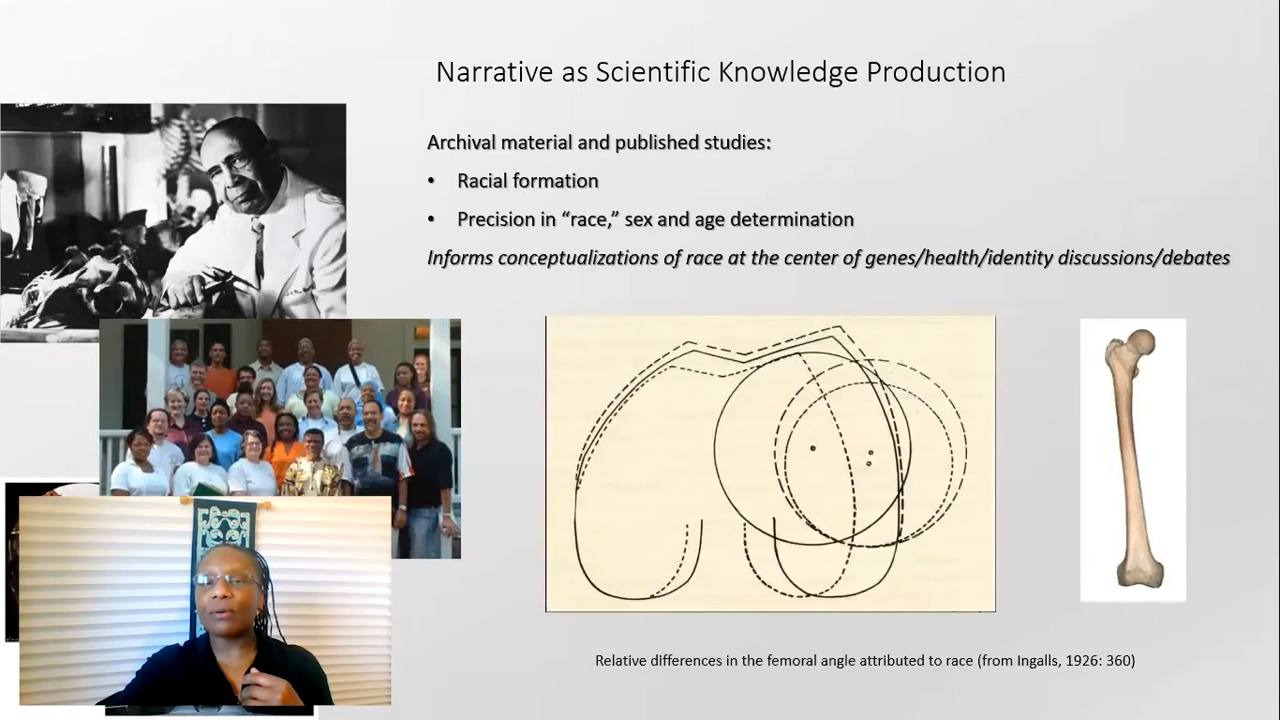 Narrative as Scientific Knowledge Production
Archival material and published studies:
• Racial formation
• Precision in “race,” sex and age determination
Informs conceptualizations of race at the center of genes/health/identity discussions/debates
Relative differences in the femoral angle attributed to race (from Ingalls, 1926: 360)